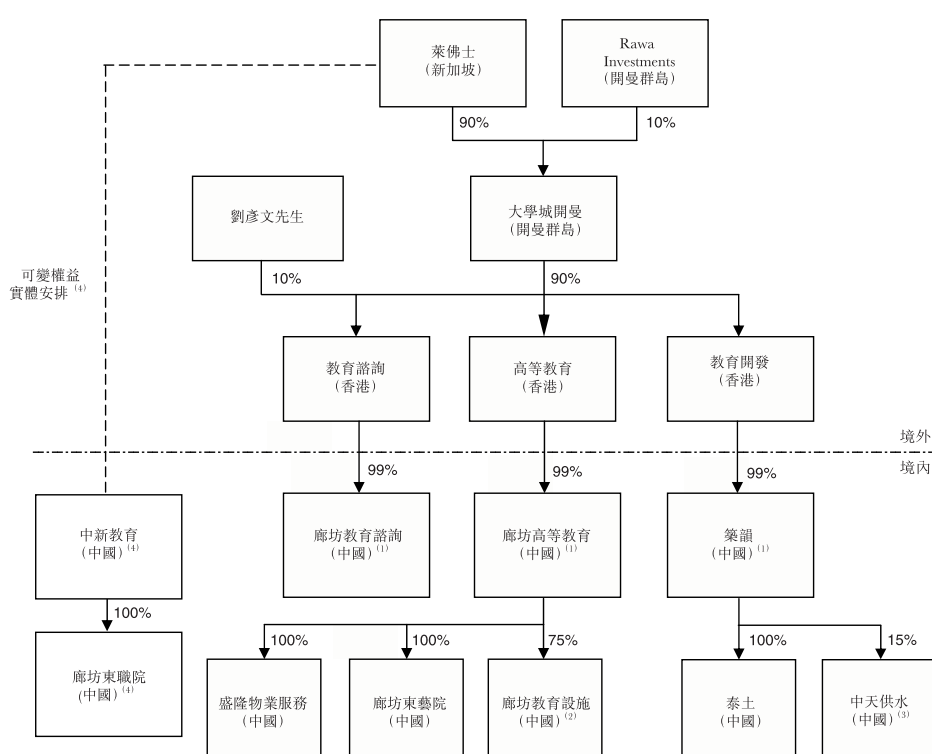 萊佛士
(新加坡)
Rawa
Investments
(開曼群島)
90%
10%
劉彥文先生
大學城開曼
(開曼群島)
可變權益
實體安排 (4)
10%
90%
教育諮詢
(香港)
高等教育
(香港)
教育開發
(香港)
境外
境內
99%
99%
99%
中新教育
(中國) (4)
廊坊教育諮詢
(中國) (1)
廊坊高等教育
(中國) (1)
築韻
(中國) (1)
100%
100%
100%
75%
100%
15%
廊坊東職院
(中國) (4)
盛隆物業服務
(中國)
廊坊東藝院
(中國)
廊坊教育設施
(中國) (2)
泰土
(中國)
中天供水
(中國) (3)